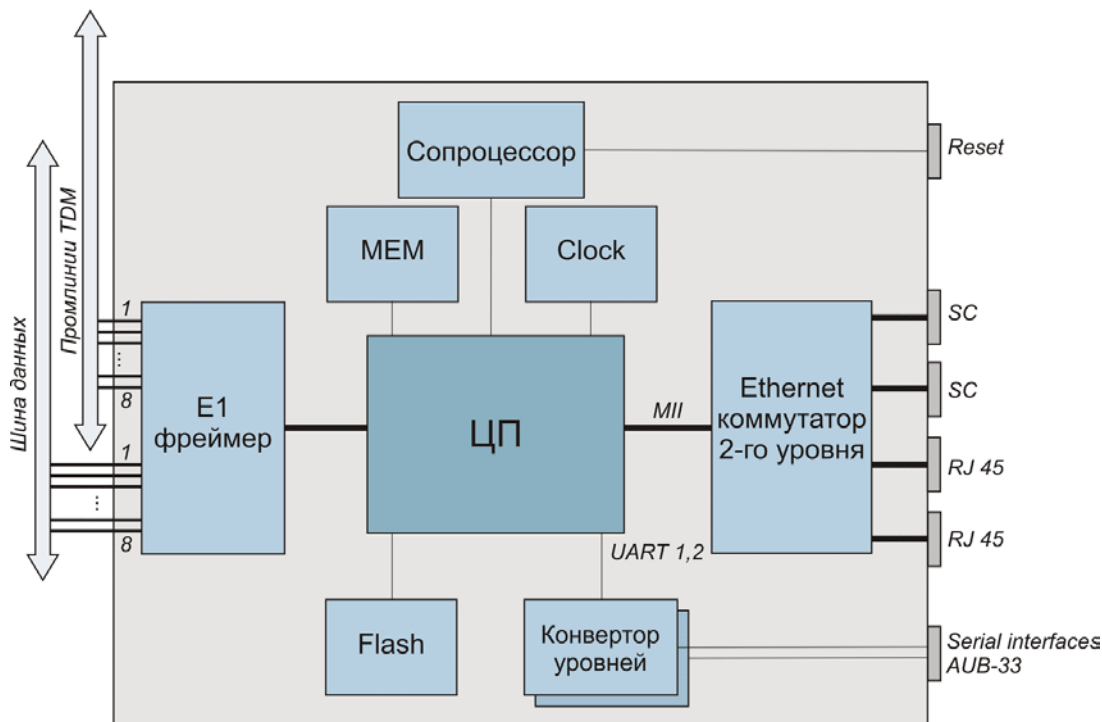 Шина данных
Промлинии TDM
Сопроцессор
Reset
MEM
Clock
1
...
8
1
...
8
E1
фреймер
ЦП
MII
Ethernet
коммутатор
2-го уровня
SC
SC
RJ 45
RJ 45
UART 1,2
Flash
Конвертор
уровней
Serial interfaces
AUB-33